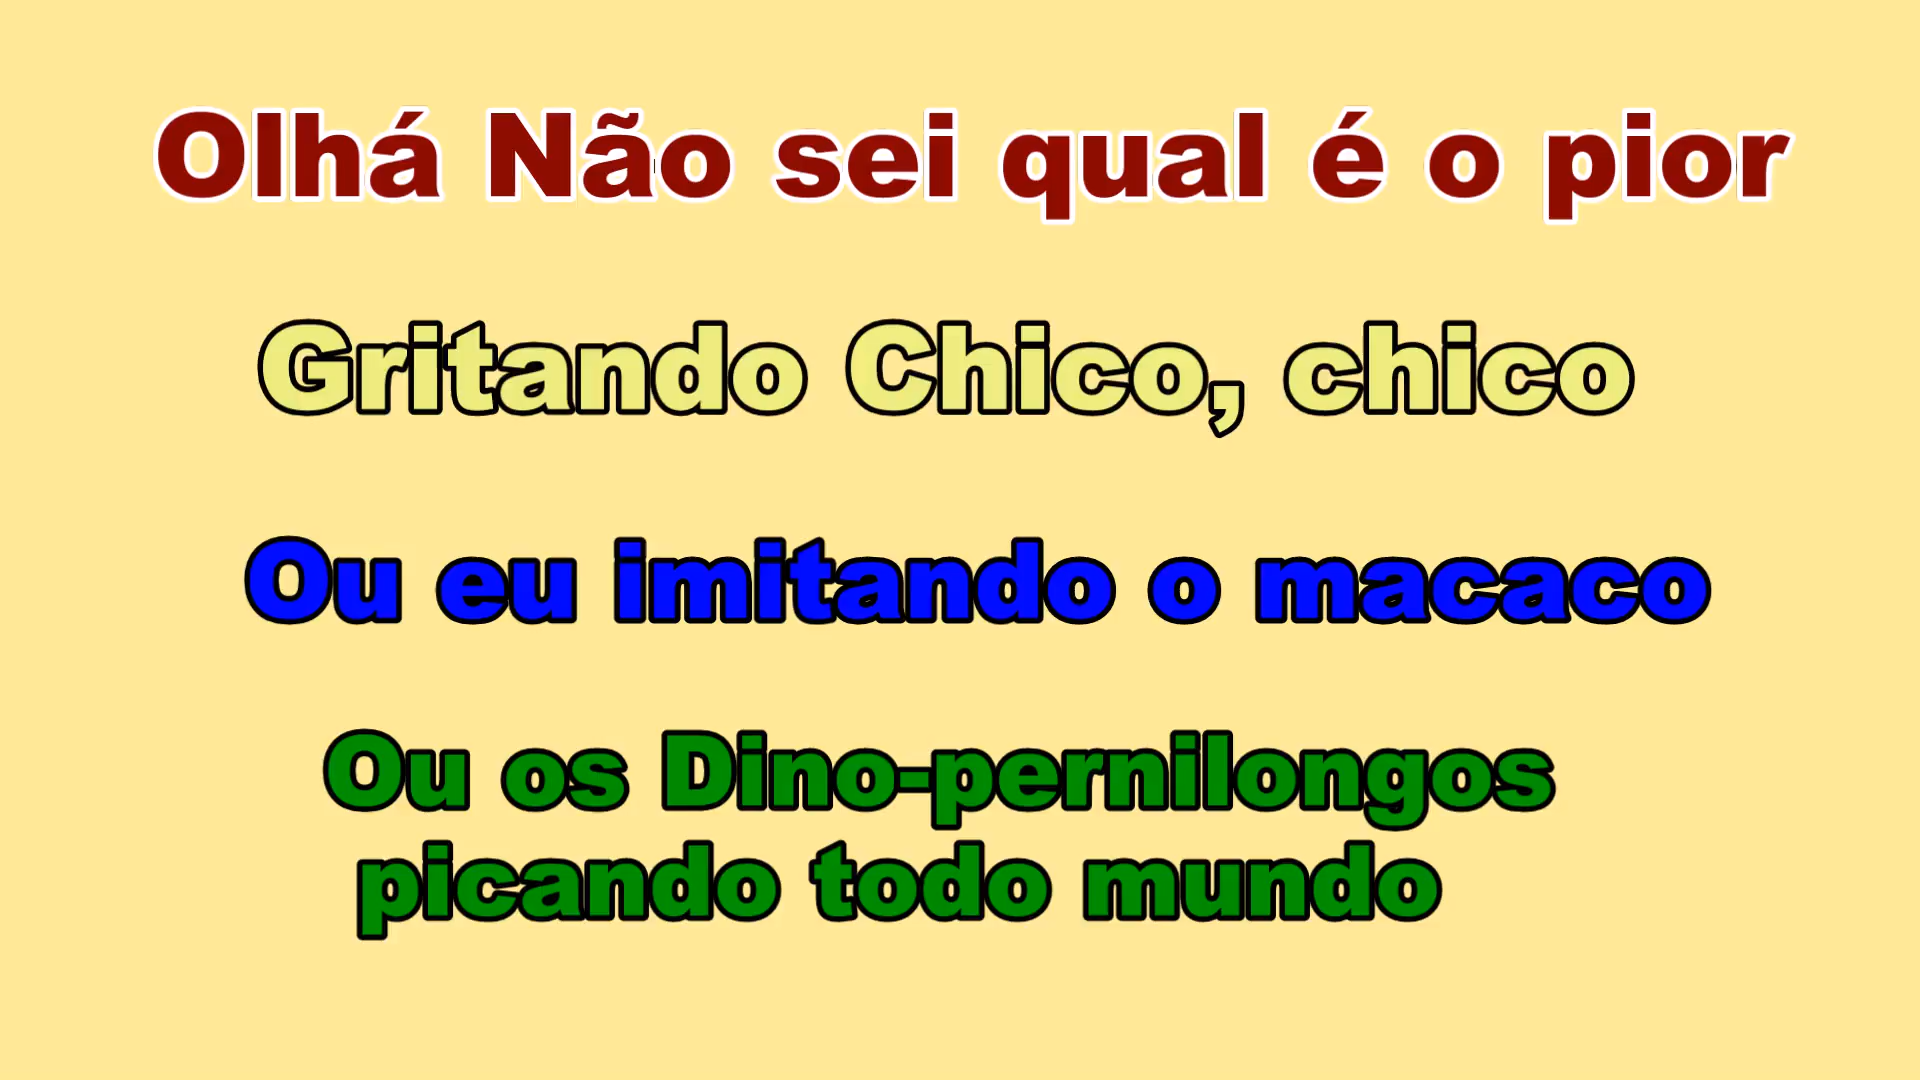 Olhá Não sei qual é o pior
Gritando Chico, chico
Ou eu imitando o macaco
Ou os Dino-pernilongos
picando todo mundo